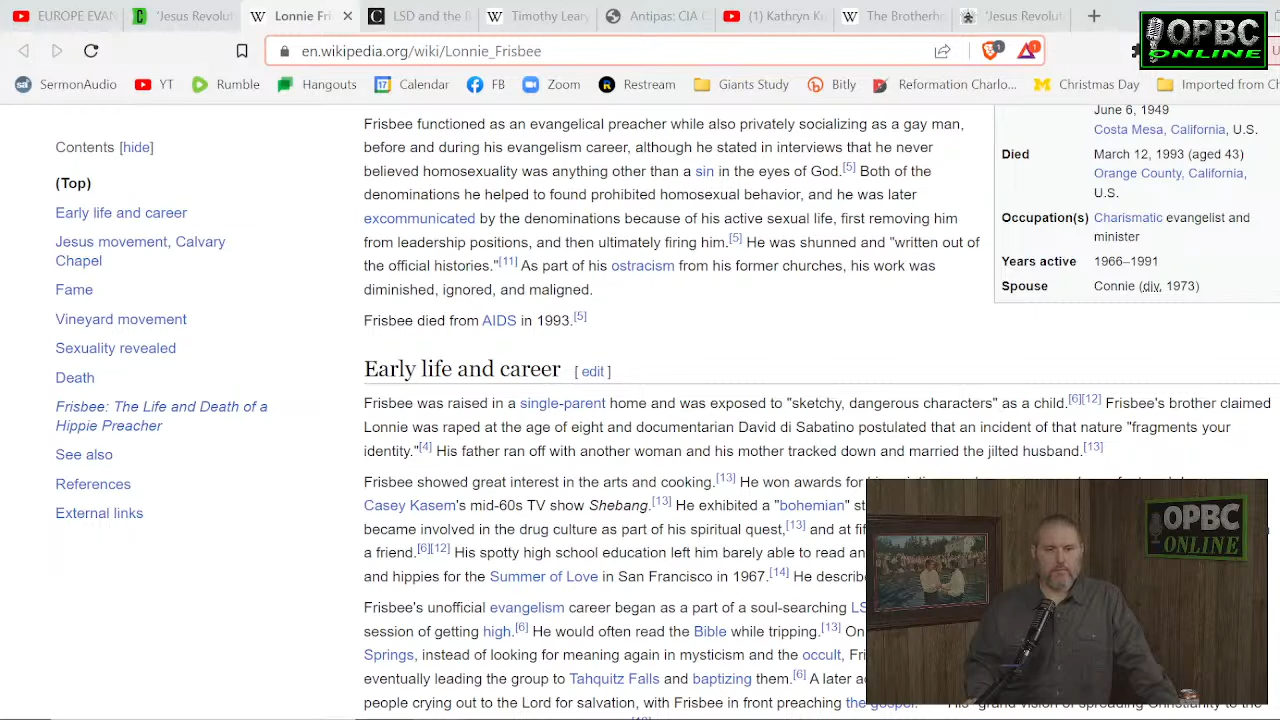 EUROPE EVAN
'Jesus Revolut
Lonnie Fri
LSD and the
Timothy Leary
Antipas: CIA
(1) Kathryn K
The Brotherh
'Jesus Revolut
en.wikipedia.org/wiki/Lonnie_Frisbee
1
1
OPBC
ONLINE
SermonAudio
YT
Rumble
Hangouts
17
Calendar
FB
Zoom
R
Restream
Giants Study
Bitly
Reformation Charlo...
Christmas Day
Imported from C
Contents [hide]
(Top)
Early life and career
Jesus movement, Calvary
Chapel
Fame
Vineyard movement
Sexuality revealed
Death
Frisbee: The Life and Death of a
Hippie Preacher
See also
References
External links
Frisbee functioned as an evangelical preacher while also privately socializing as a gay man,
before and during his evangelism career, although he stated in interviews that he never
believed homosexuality was anything other than a sin in the eyes of God.[5] Both of the
denominations he helped to found prohibited homosexual behavior, and he was later
excommunicated by the denominations because of his active sexual life, first removing him
from leadership positions, and then ultimately firing him.[5] He was shunned and "written out of
the official histories."[11] As part of his ostracism from his former churches, his work was
diminished, ignored, and maligned.
Frisbee died from AIDS in 1993.[5]
June 6, 1949
Costa Mesa, California, U.S.
Died March 12, 1993 (aged 43)
Orange County, California,
U.S.
Occupation(s) Charismatic evangelist and
minister
Years active 1966–1991
Spouse Connie (div. 1973)
Early life and career [ edit ]
Frisbee was raised in a single-parent home and was exposed to "sketchy, dangerous characters" as a child.[6][12] Frisbee's brother claimed
Lonnie was raped at the age of eight and documentarian David di Sabatino postulated that an incident of that nature "fragments your
identity."[4] His father ran off with another woman and his mother tracked down and married the jilted husband.[13]
Frisbee showed great interest in the arts and cooking.[13] He won awards for
Casey Kasem's mid-60s TV show Shebang.[13] He exhibited a "bohemian" st
became involved in the drug culture as part of his spiritual quest,[13] and at fif
a friend.[6][12] His spotty high school education left him barely able to read an
and hippies for the Summer of Love in San Francisco in 1967.[14] He describe
Frisbee's unofficial evangelism career began as a part of a soul-searching LS
session of getting high.[6] He would often read the Bible while tripping.[13] On
Springs, instead of looking for meaning again in mysticism and the occult, Fri
eventually leading the group to Tahquitz Falls and baptizing them.[6] A later ac
people crying out to the Lord for salvation, with Frisbee in front preaching the gospel.
OPBC
ONLINE